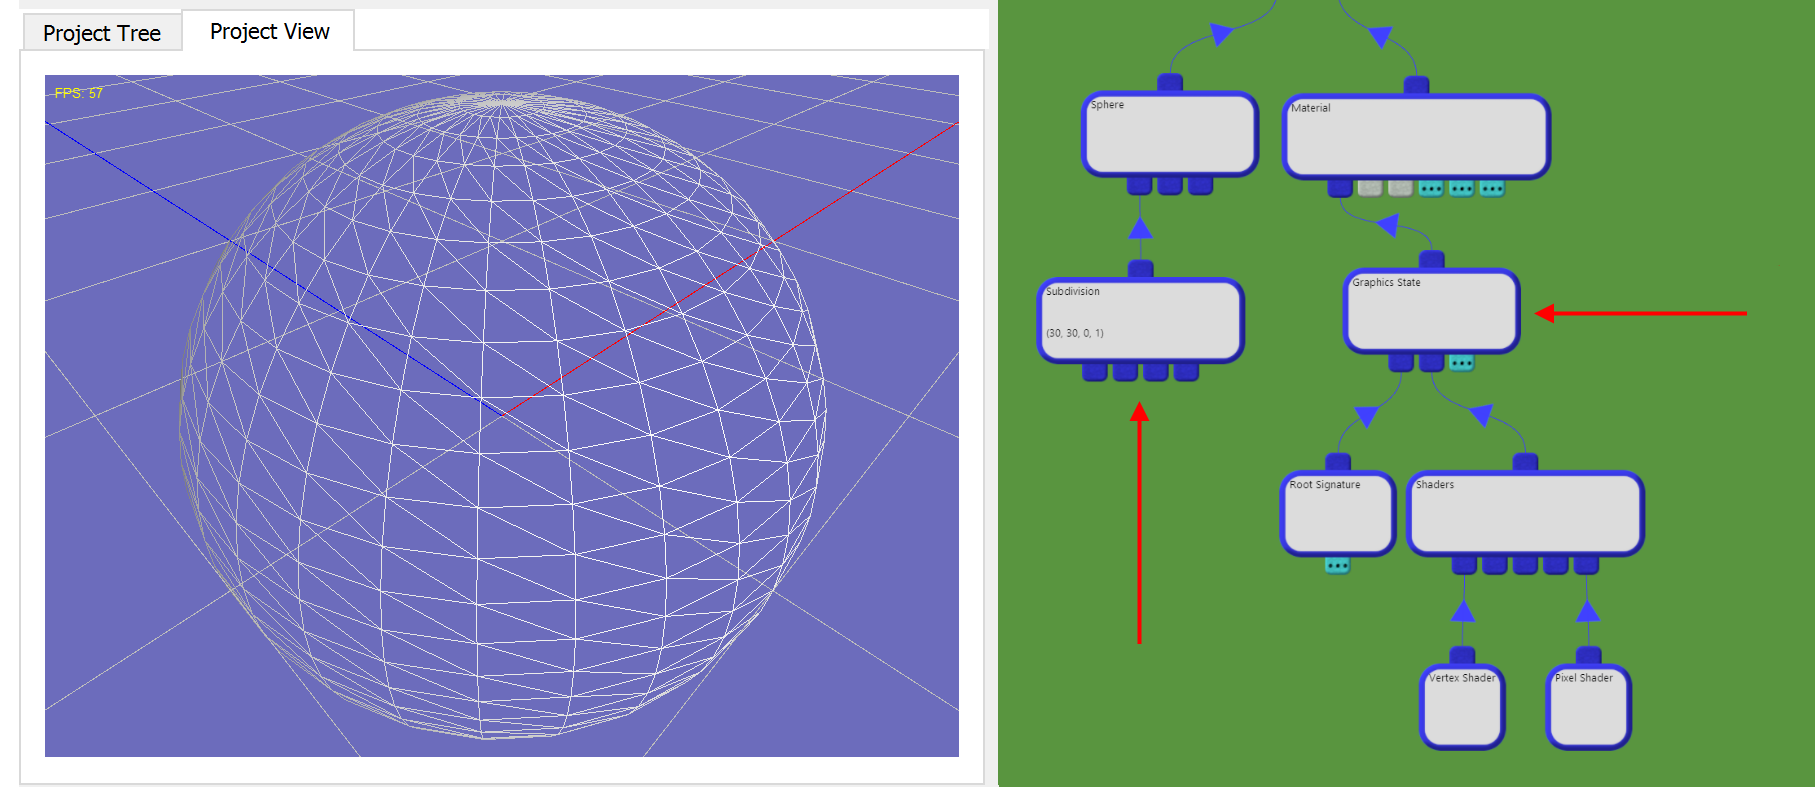 Project Tree
Project View
FPS: 57
Sphere
Material
Subdivision
(30, 30, 0, 1)
Graphics State
Root Signature
Shaders
Vertex Shader
Pixel Shader